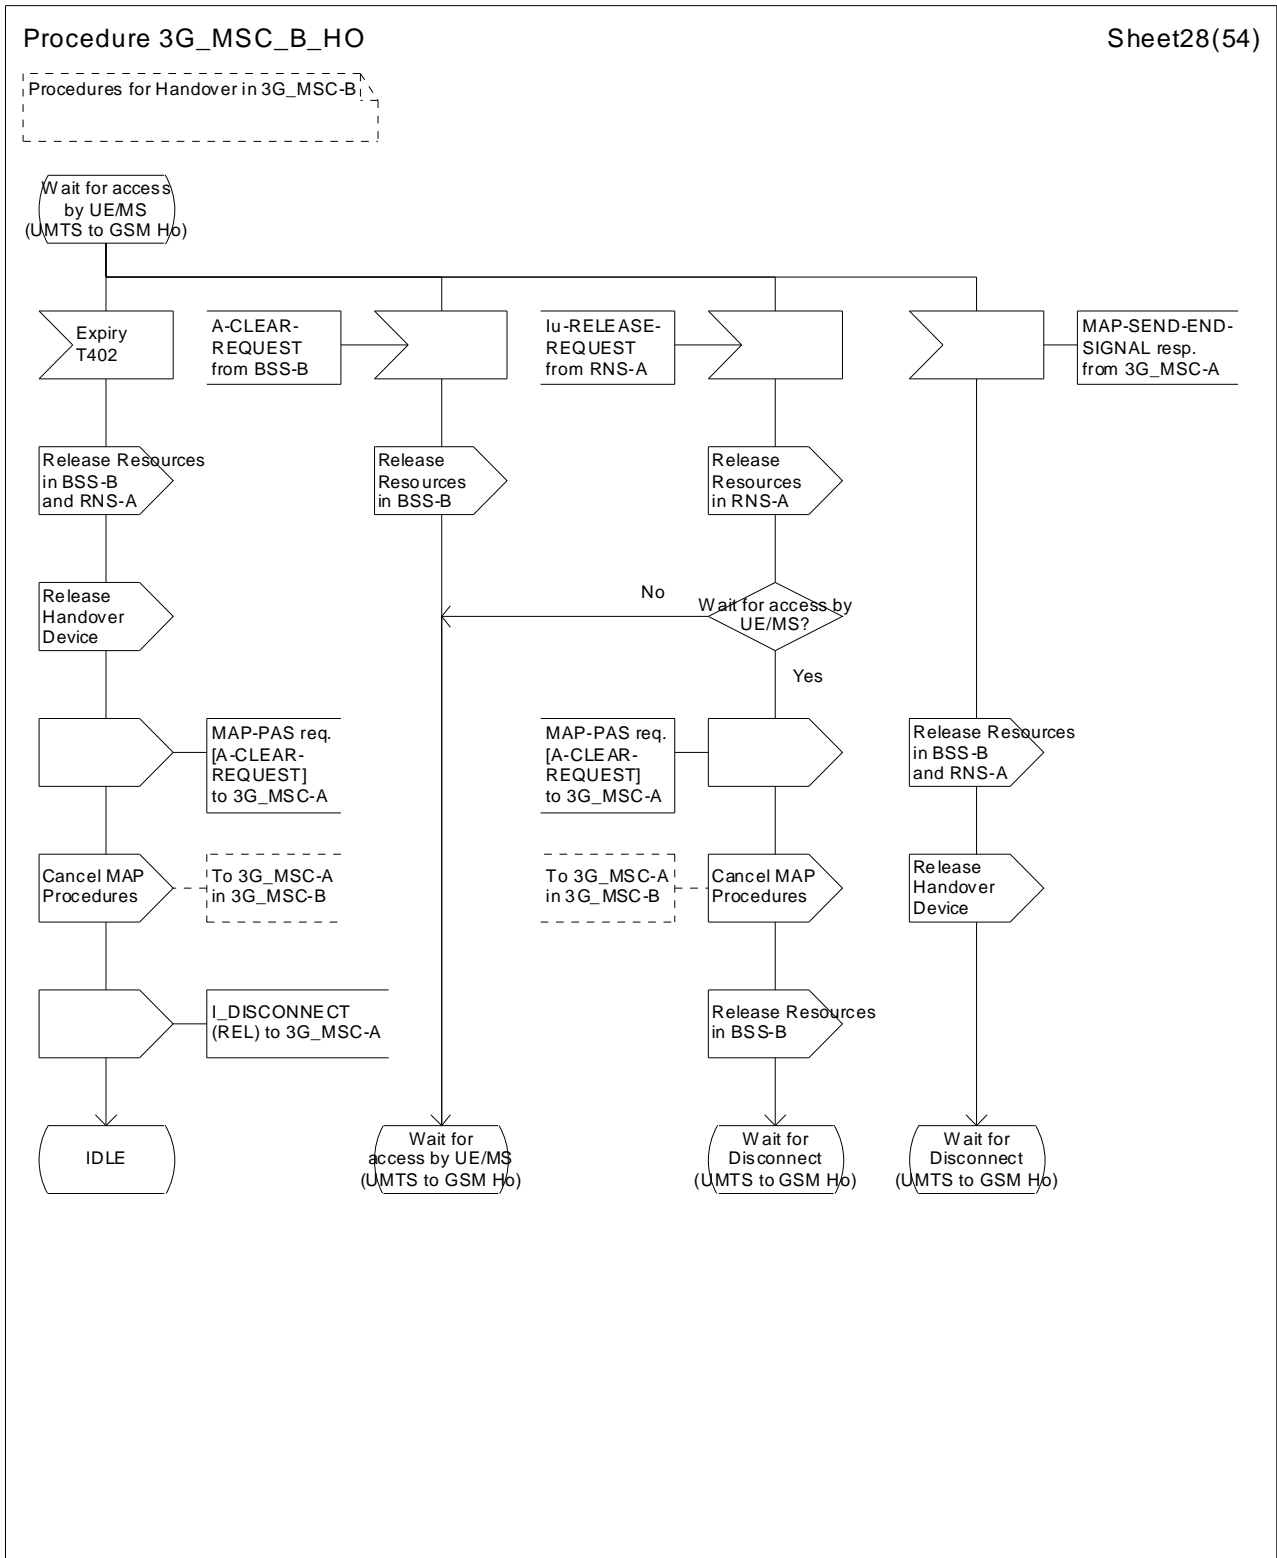 Procedure 3G_MSC_B_HO
Sheet28(54)
Procedures for Handover in 3G_MSC-B
Wait for access
by UE/MS
(UMTS to GSM Ho)
Expiry
T402
A-CLEAR-
REQUEST
from BSS-B
Iu-RELEASE-
REQUEST
from RNS-A
MAP-SEND-END-
SIGNAL resp.
from 3G_MSC-A
Release Resources
in BSS-B
and RNS-A
Release
Resources
in BSS-B
Release
Resources
in RNS-A
Release
Handover
Device
No
Wait for access by
UE/MS?
Yes
MAP-PAS req.
[A-CLEAR-
REQUEST]
to 3G_MSC-A
MAP-PAS req.
[A-CLEAR-
REQUEST]
to 3G_MSC-A
Release Resources
in BSS-B
and RNS-A
Cancel MAP
Procedures
To 3G_MSC-A
in 3G_MSC-B
To 3G_MSC-A
in 3G_MSC-B
Cancel MAP
Procedures
Release
Handover
Device
I_DISCONNECT
(REL) to 3G_MSC-A
Release Resources
in BSS-B
IDLE
Wait for
access by UE/MS
(UMTS to GSM Ho)
Wait for
Disconnect
(UMTS to GSM Ho)
Wait for
Disconnect
(UMTS to GSM Ho)